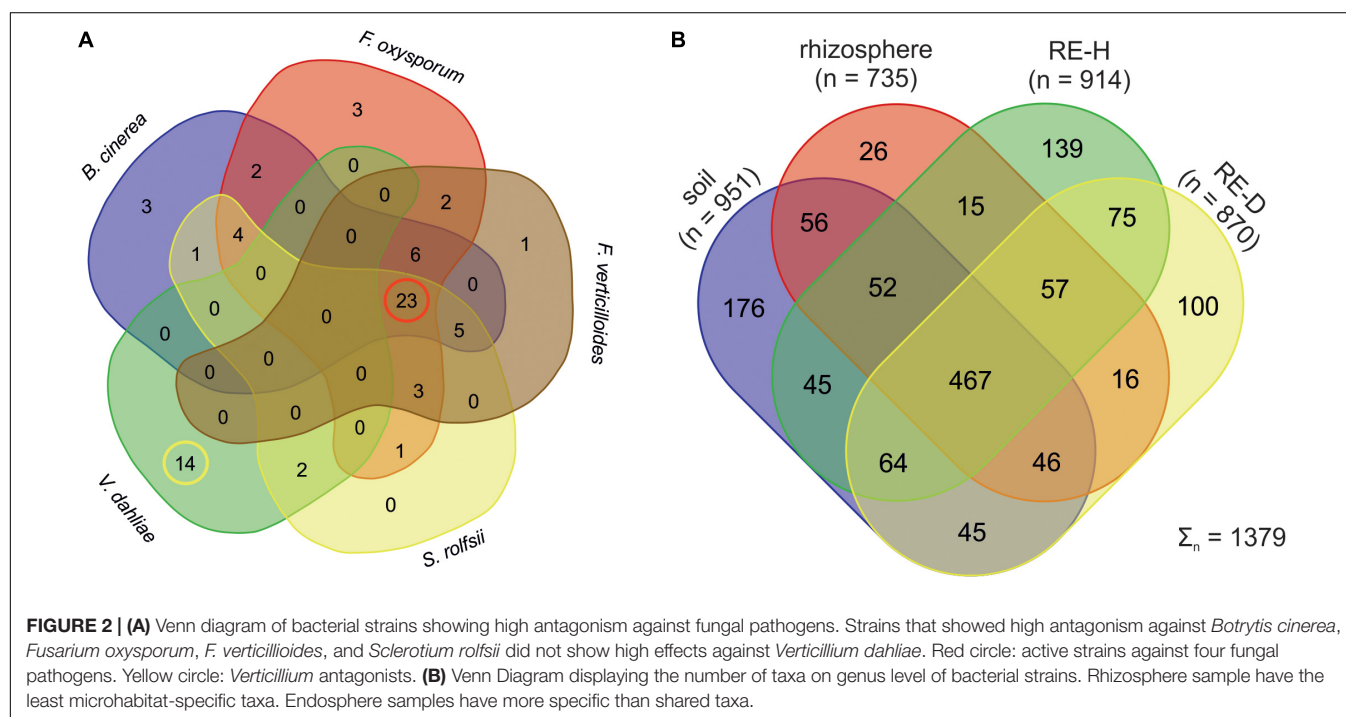 A
F. oxysporum
B. cinerea
3
0
2
0
2
3
0
1
4
0
6
1
F. verticilloides
1
0
0
23
0
0
5
0
0
0
0
3
0
0
0
0
14
2
1
0
V. dahliae
S. rolfsii
B
rhizosphere
(n = 735)
RE-H
(n = 914)
soil
(n = 951)
RE-D
(n = 870)
26
139
56
15
75
176
52
57
100
45
467
16
64
46
45
Σn = 1379
FIGURE 2 | (A) Venn diagram of bacterial strains showing high antagonism against fungal pathogens. Strains that showed high antagonism against Botrytis cinerea,
Fusarium oxysporum, F. verticillioides, and Sclerotium rolfsii did not show high effects against Verticillium dahliae. Red circle: active strains against four fungal
pathogens. Yellow circle: Verticillium antagonists. (B) Venn Diagram displaying the number of taxa on genus level of bacterial strains. Rhizosphere sample have the
least microhabitat-specific taxa. Endosphere samples have more specific than shared taxa.